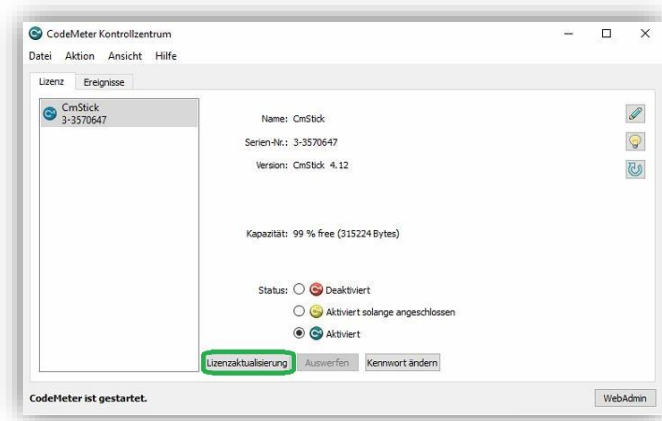 CodeMeter Kontrollzentrum
Datei Aktion Ansicht Hilfe
Lizenz Ereignisse
CmStick
3-3570647
Name: CmStick
Serien-Nr.: 3-3570647
Version: CmStick 4.12
Kapazität: 99 % free (315224 Bytes)
Status: Deaktiviert
Aktiviert solange angeschlossen
Aktiviert
Lizenzaktualisierung Auswerfen Kennwort ändern
CodeMeter ist gestartet. WebAdmin